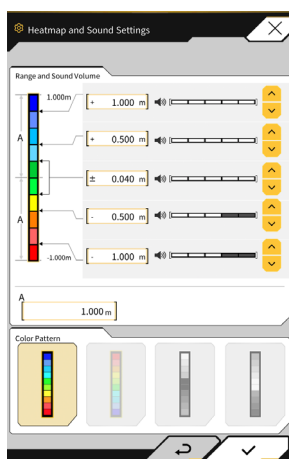 Heatmap and Sound Settings
Range and Sound Volume
1.000m
[+ 1.000 m]
A
[+ 0.500 m]
[± 0.040 m]
A
[- 0.500 m]
-1.000m
[- 1.000 m]
A
[1.000 m]
Color Pattern